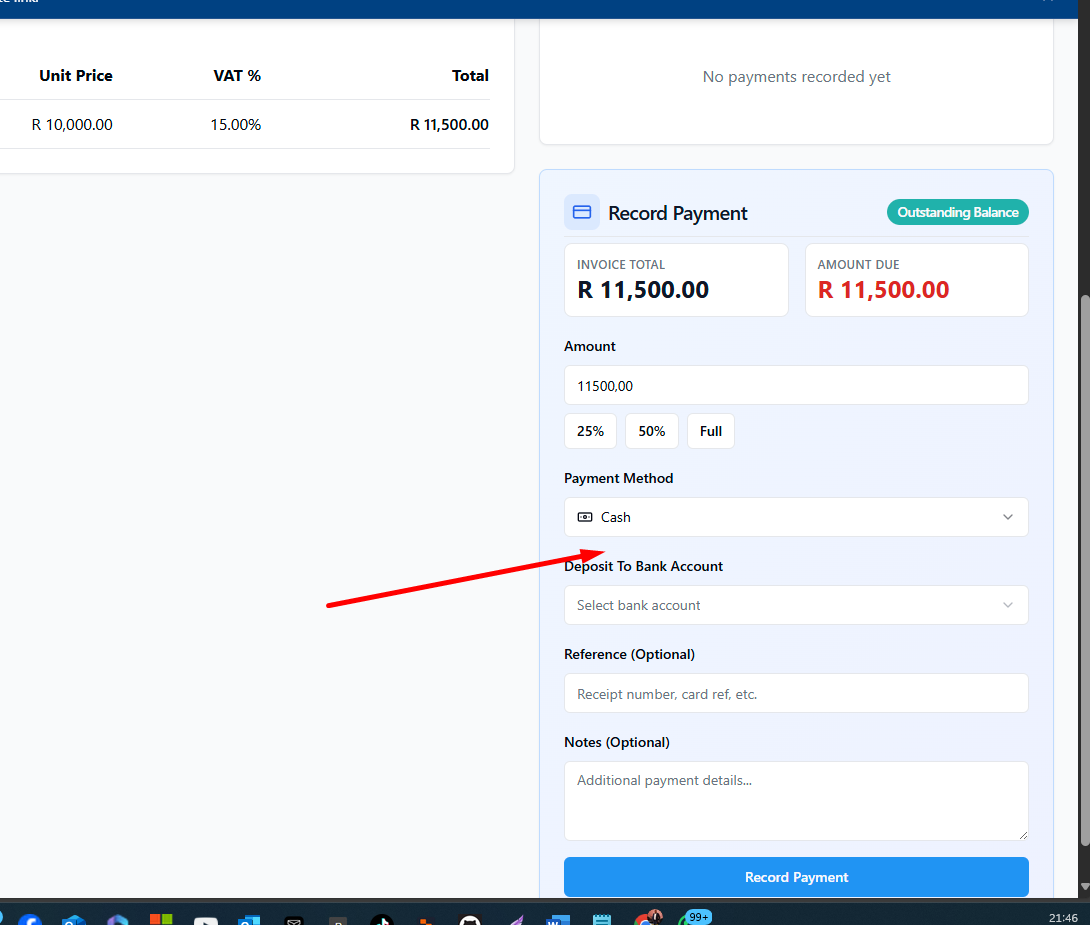 Unit Price VAT % Total
R 10,000.00 15.00% R 11,500.00
No payments recorded yet
Record Payment Outstanding Balance
INVOICE TOTAL AMOUNT DUE
R 11,500.00 R 11,500.00
Amount
11500,00
25% 50% Full
Payment Method
Cash
Deposit To Bank Account
Select bank account
Reference (Optional)
Receipt number, card ref, etc.
Notes (Optional)
Additional payment details...
Record Payment
99+
21:46